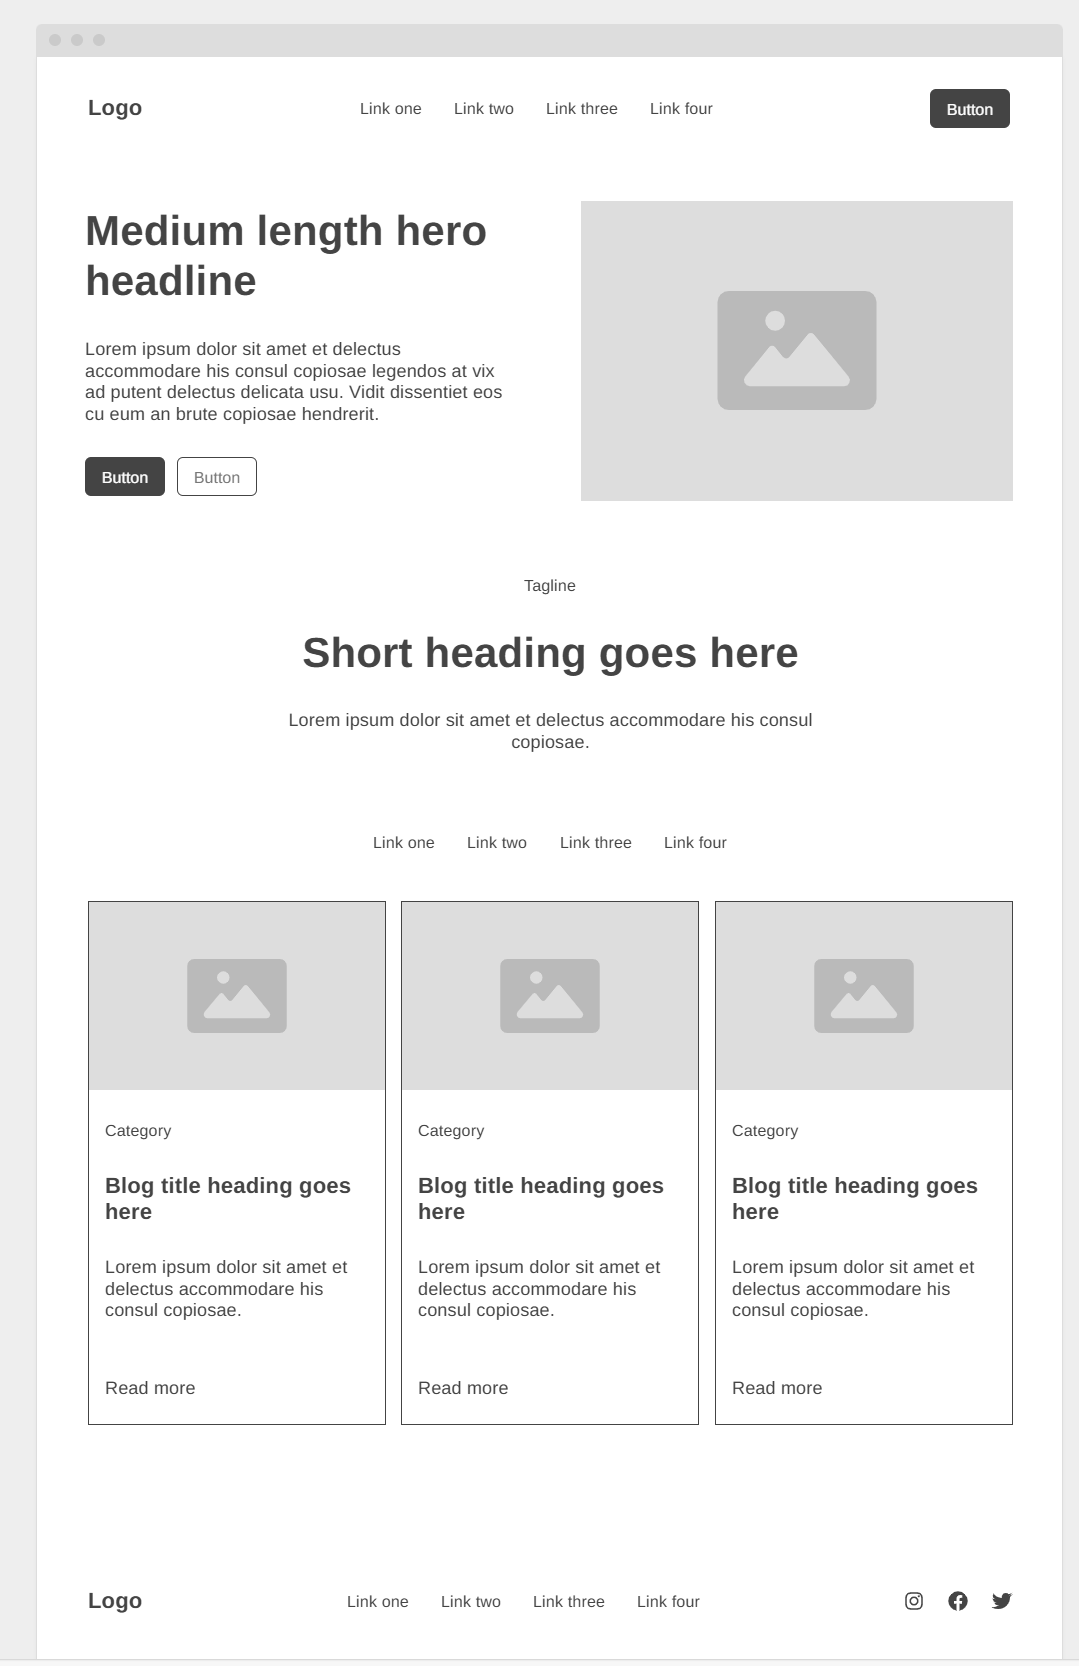 Logo
Link one
Link two
Link three
Link four
Button
Medium length hero
headline
Lorem ipsum dolor sit amet et delectus
accommodare his consul copiosae legendos at vix
ad putent delectus delicata usu. Vidit dissentiet eos
cu eum an brute copiosae hendrerit.
Button
Button
Tagline
Short heading goes here
Lorem ipsum dolor sit amet et delectus accommodare his consul
copiosae.
Link one
Link two
Link three
Link four
Category
Blog title heading goes
here
Lorem ipsum dolor sit amet et
delectus accommodare his
consul copiosae.
Read more
Category
Blog title heading goes
here
Lorem ipsum dolor sit amet et
delectus accommodare his
consul copiosae.
Read more
Category
Blog title heading goes
here
Lorem ipsum dolor sit amet et
delectus accommodare his
consul copiosae.
Read more
Logo
Link one
Link two
Link three
Link four